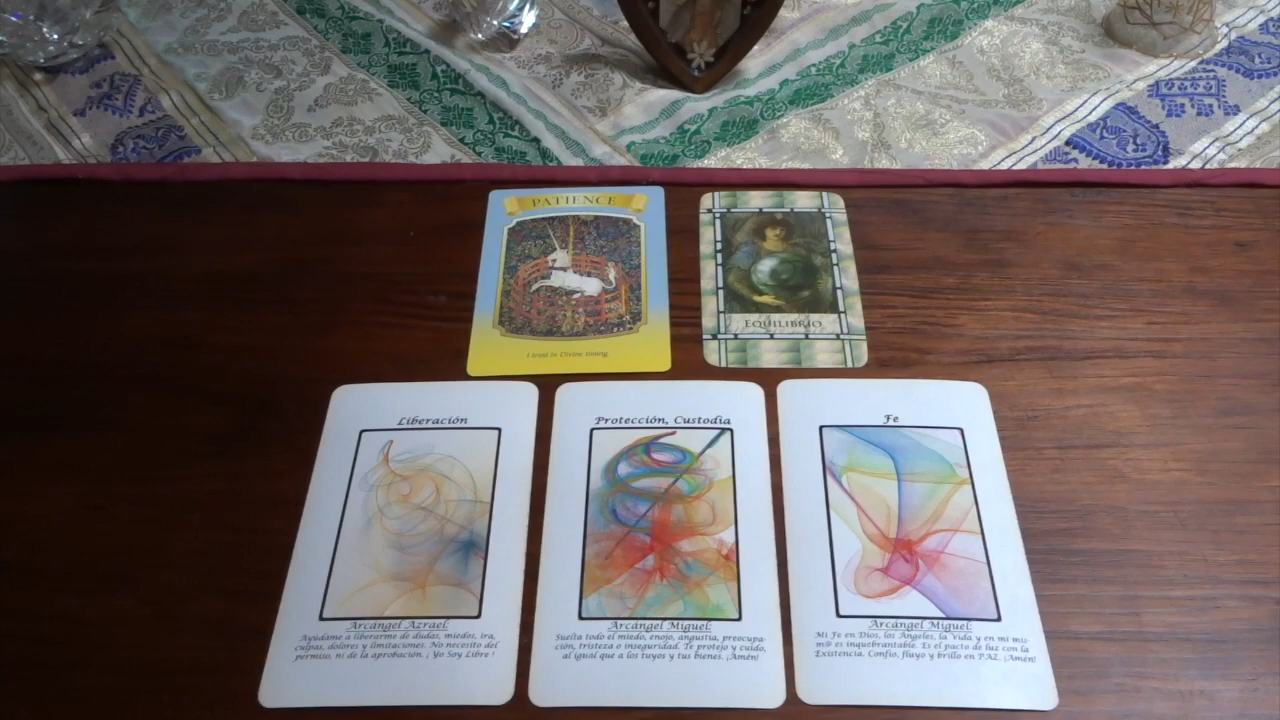 PATIENCE
I trust in Divine timing.
EQUILIBRIO
Liberación
Arcángel Azrael:
Ayúdame a liberarme de dudas, miedos, ira,
culpas, dolores y limitaciones. No necesito del
permiso, ni de la aprobación. ¡ Yo Soy Libre !
Protección, Custodia
Arcángel Miguel:
Suelta todo el miedo, enojo, angustia, preocupa-
ción, tristeza o inseguridad. Te protejo y cuido,
al igual que a los tuyos y tus bienes. ¡Amén!
Fe
Arcángel Miguel:
Mi Fe en Dios, los Angeles, la Vida y en mi mis-
m@ es inquebrantable. Es el pacto de luz con la
Existencia. Confío, fluyo y brillo en PAZ. ¡Amén!